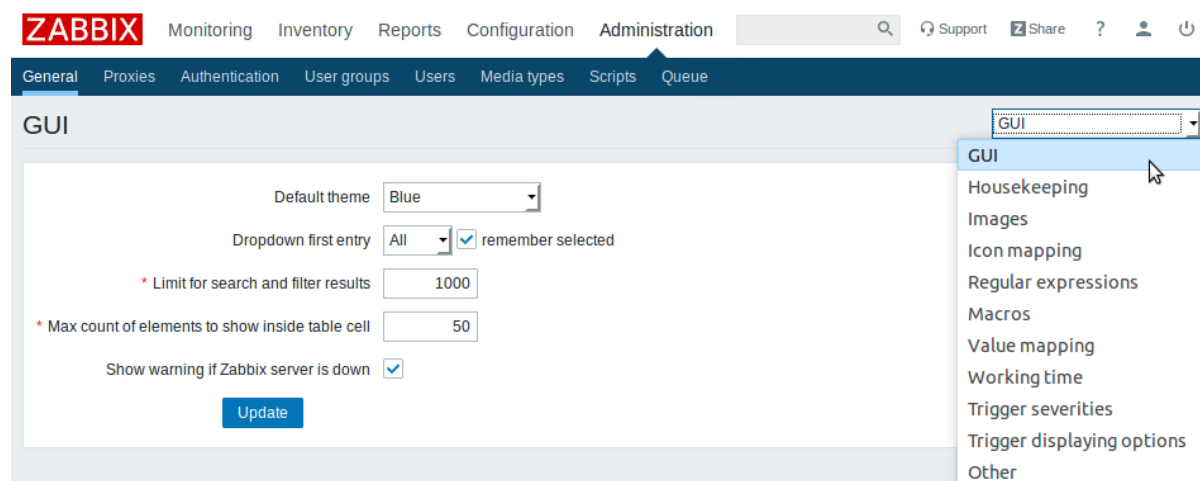 ZABBIX Monitoring Inventory Reports Configuration Administration Support Z Share ?
General Proxies Authentication User groups Users Media types Scripts Queue
GUI
GUI
Default theme Blue
Dropdown first entry All remember selected
* Limit for search and filter results 1000
* Max count of elements to show inside table cell 50
Show warning if Zabbix server is down
Update
GUI
Housekeeping
Images
Icon mapping
Regular expressions
Macros
Value mapping
Working time
Trigger severities
Trigger displaying options
Other